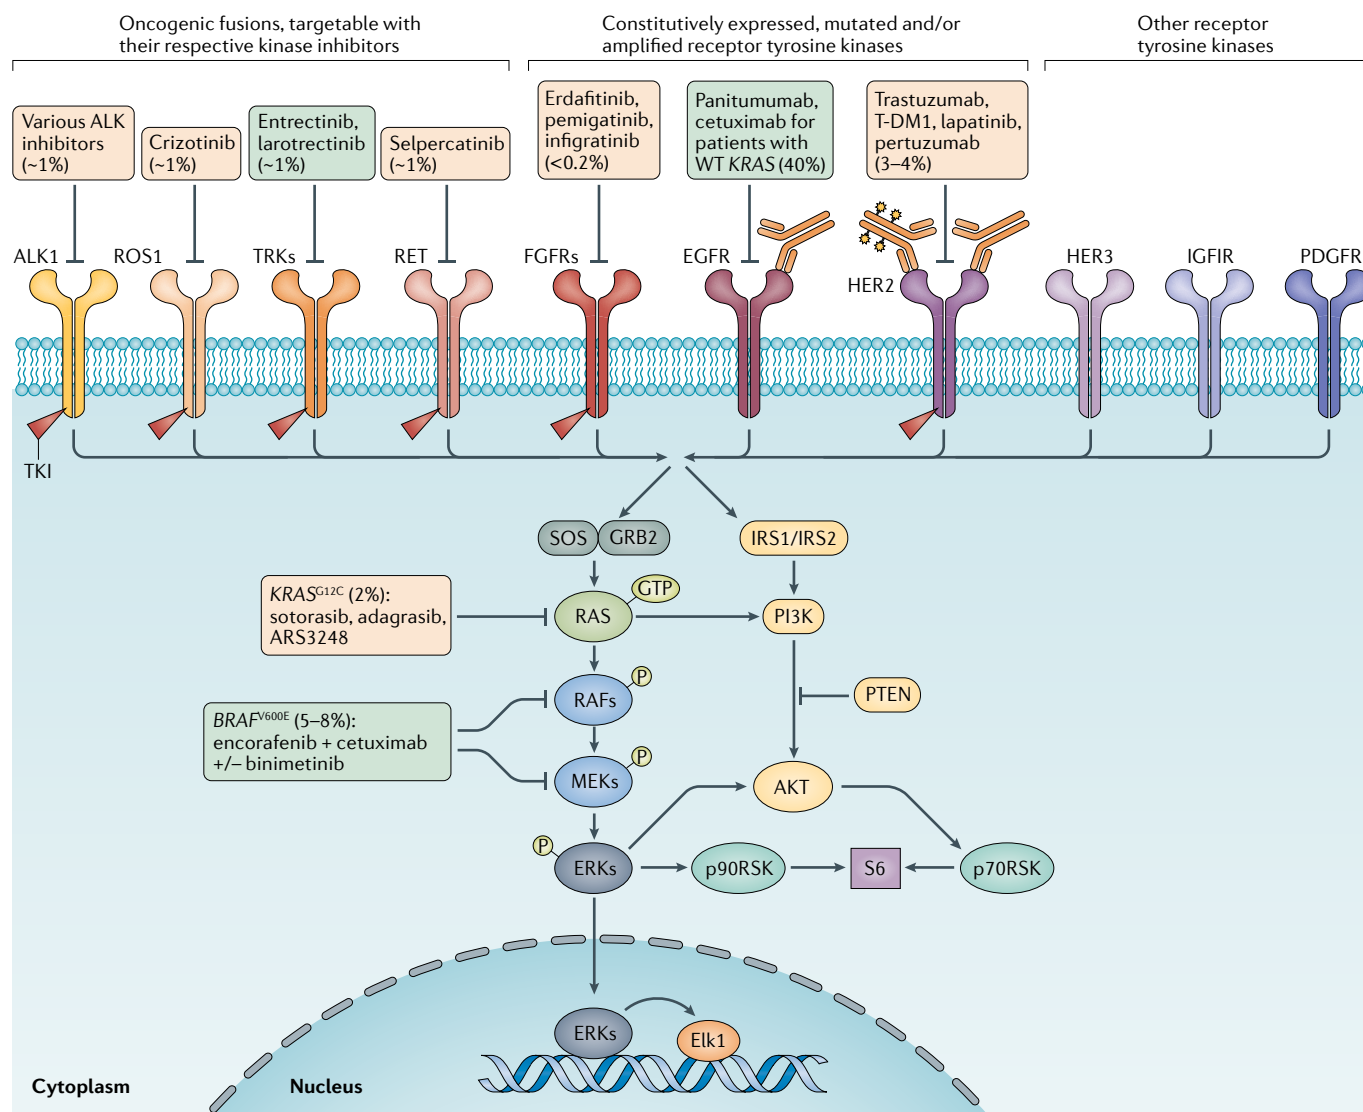 Oncogenic fusions, targetable with
their respective kinase inhibitors
Constitutively expressed, mutated and/or
amplified receptor tyrosine kinases
Other receptor
tyrosine kinases
Various ALK
inhibitors
(~1%)
Crizotinib
(~1%)
Entrectinib,
larotrectinib
(~1%)
Selpercatinib
(~1%)
Erdafitinib,
pemigatinib,
infigratinib
(<0.2%)
Panitumumab,
cetuximab for
patients with
WT KRAS (40%)
Trastuzumab,
T-DM1, lapatinib,
pertuzumab
(3–4%)
ALK1
ROS1
TRKs
RET
FGFRs
EGFR
HER2
HER3
IGFIR
PDGFR
TKI
SOS
GRB2
IRS1/IRS2
KRASG12C (2%):
sotorasib, adagrasib,
ARS3248
GTP
RAS
PI3K
P
RAFs
PTEN
BRAFV600E (5–8%):
encorafenib + cetuximab
+/– binimetinib
P
MEKs
AKT
P
ERKs
p90RSK
S6
p70RSK
ERKs
Elk1
Cytoplasm
Nucleus